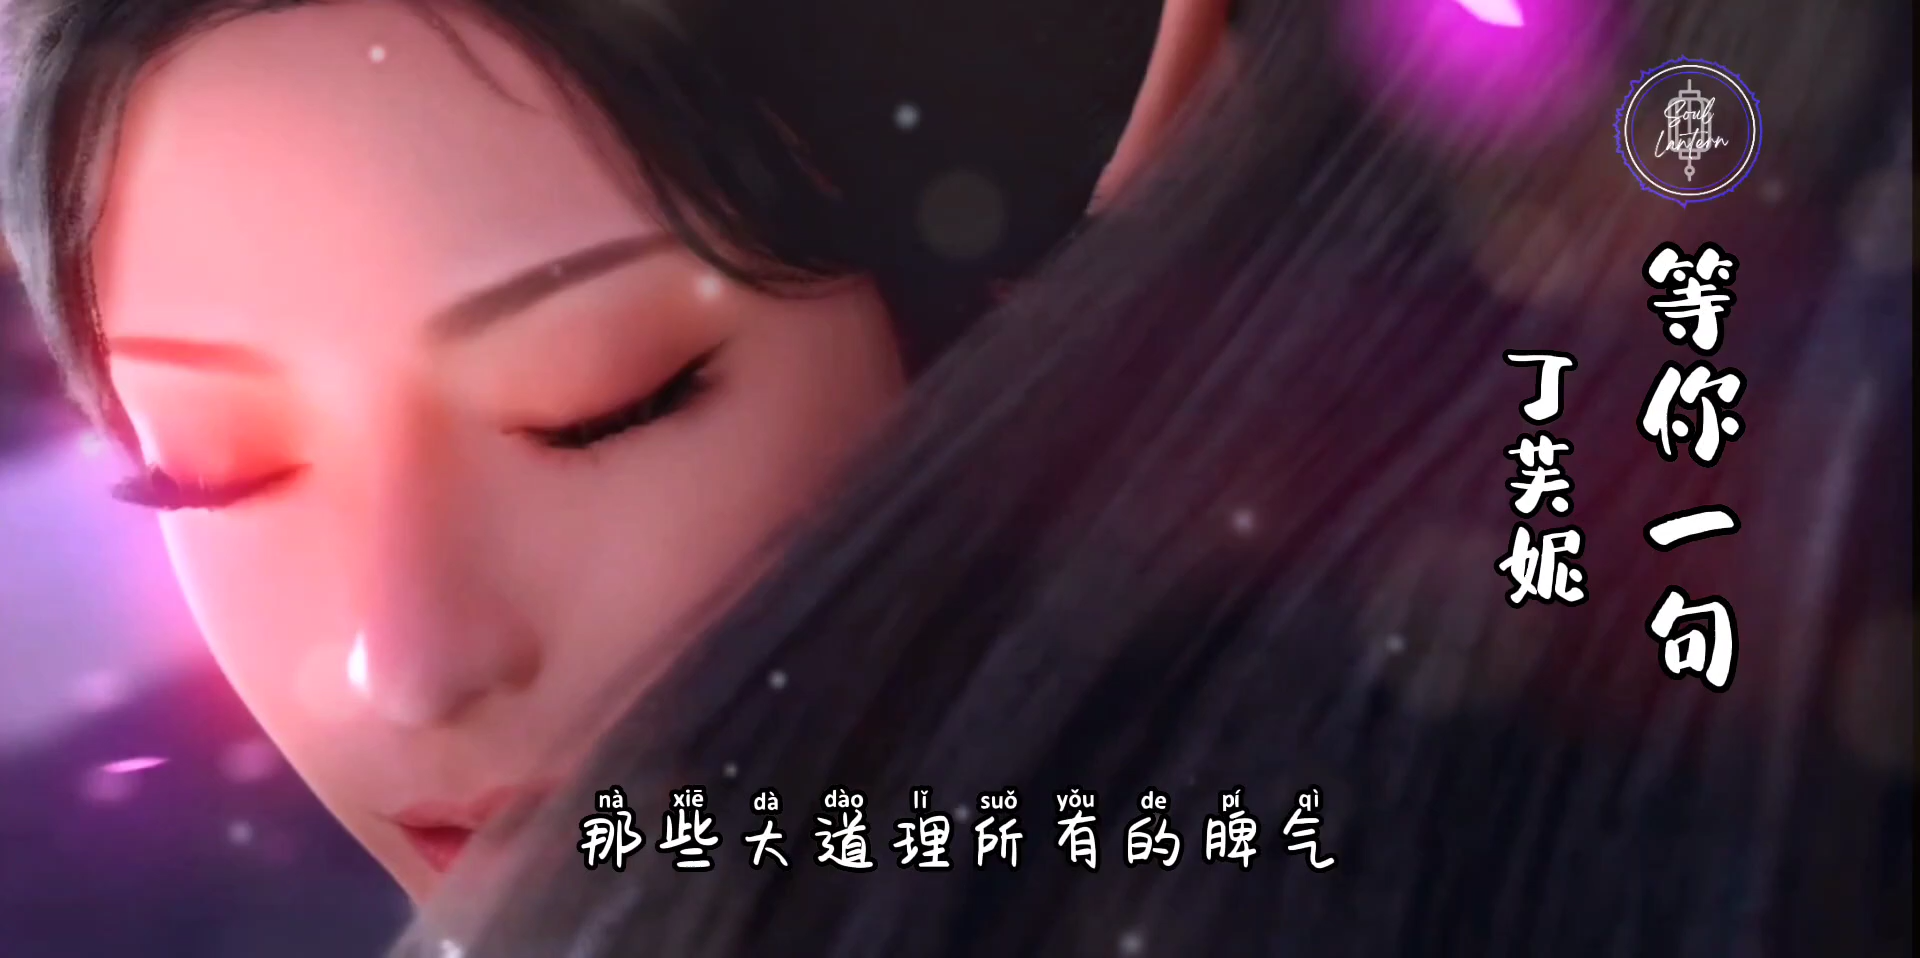 Soul
Lantern
等你一句
丁芙妮
nà xiē dà dào lǐ suǒ yǒu de pí qì
那些大道理所有的脾气